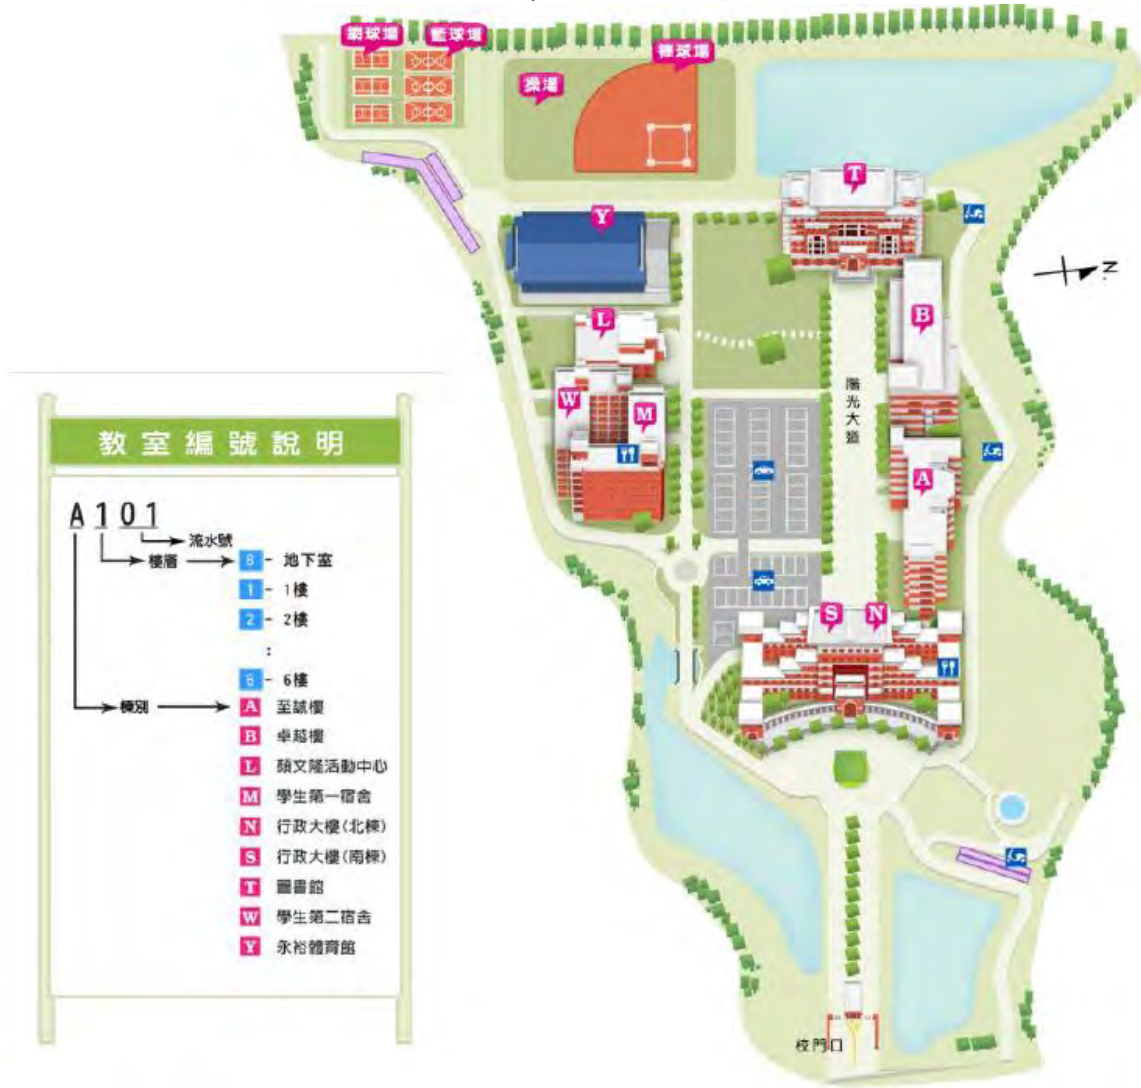 網球場
籃球場
棒球場
操場
T
Y
N
B
L
W
M
陽光大道
A
S
N
教室編號說明
A 1 0 1
流水號
樓層
B - 地下室
1 - 1樓
2 - 2樓
:
6 - 6樓
棟別
A 至誠樓
B 卓越樓
L 顏文隆活動中心
M 學生第一宿舍
N 行政大樓(北棟)
S 行政大樓(南棟)
T 圖書館
W 學生第二宿舍
Y 永裕體育館
校門口